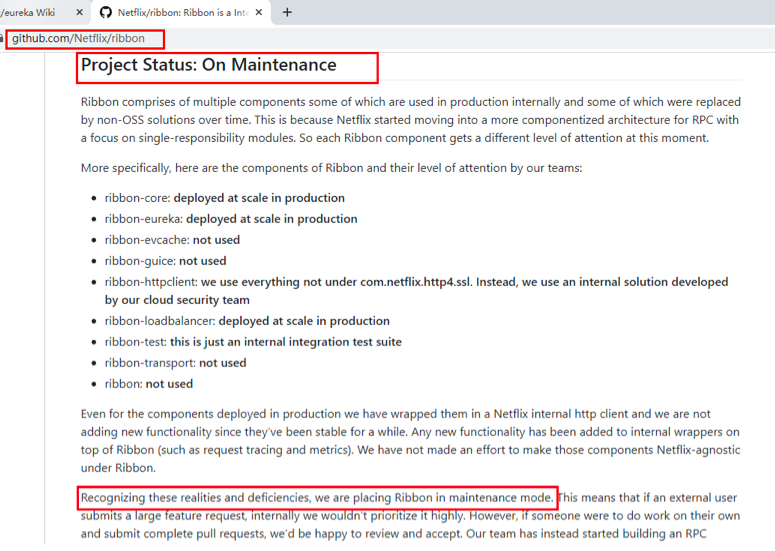 /eureka Wiki
Netflix/ribbon: Ribbon is a Inte
github.com/Netflix/ribbon
Project Status: On Maintenance
Ribbon comprises of multiple components some of which are used in production internally and some of which were replaced
by non-OSS solutions over time. This is because Netflix started moving into a more componentized architecture for RPC with
a focus on single-responsibility modules. So each Ribbon component gets a different level of attention at this moment.
More specifically, here are the components of Ribbon and their level of attention by our teams:
• ribbon-core: deployed at scale in production
• ribbon-eureka: deployed at scale in production
• ribbon-evcache: not used
• ribbon-guice: not used
• ribbon-httpclient: we use everything not under com.netflix.http4.ssl. Instead, we use an internal solution developed
by our cloud security team
• ribbon-loadbalancer: deployed at scale in production
• ribbon-test: this is just an internal integration test suite
• ribbon-transport: not used
• ribbon: not used
Even for the components deployed in production we have wrapped them in a Netflix internal http client and we are not
adding new functionality since they've been stable for a while. Any new functionality has been added to internal wrappers on
top of Ribbon (such as request tracing and metrics). We have not made an effort to make those components Netflix-agnostic
under Ribbon.
Recognizing these realities and deficiencies, we are placing Ribbon in maintenance mode. This means that if an external user
submits a large feature request, internally we wouldn't prioritize it highly. However, if someone were to do work on their own
and submit complete pull requests, we'd be happy to review and accept. Our team has instead started building an RPC